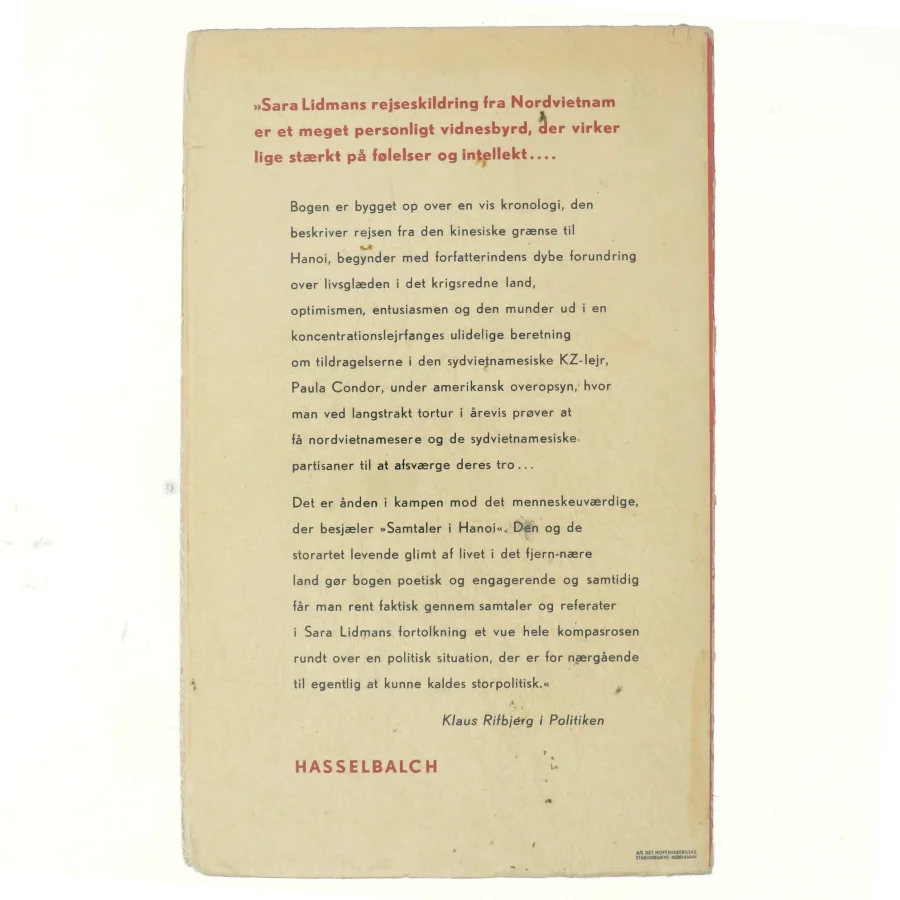 »Sara Lidmans rejseskildring fra Nordvietnam
er et meget personligt vidnesbyrd, der virker
lige stærkt på følelser og intellekt....
Bogen er bygget op over en vis kronologi, den
beskriver rejsen fra den kinesiske grænse til
Hanoi, begynder med forfatterindens dybe forundring
over livsglæden i det krigsredne land,
optimismen, entusiasmen og den munder ud i en
koncentrationslejrfanges ulidelige beretning
om tildragelserne i den sydvietnamesiske KZ-lejr,
Paula Condor, under amerikansk overopsyn, hvor
man ved langstrakt tortur i årevis prøver at
få nordvietnamesere og de sydvietnamesiske
partisaner til at afsværge deres tro...
Det er ånden i kampen mod det menneskeuværdige,
der besjæler »Samtaler i Hanoi«. Den og de
storartet levende glimt af livet i det fjern-nære
land gør bogen poetisk og engagerende og samtidig
får man rent faktisk gennem samtaler og referater
i Sara Lidmans fortolkning et vue hele kompasrosen
rundt over en politisk situation, der er for nærgående
til egentlig at kunne kaldes storpolitisk.«
Klaus Rifbjerg i Politiken
HASSELBALCH
A/S DET HOFFENSBERGSKE
ETABLISSEMENT · KØBENHAVN